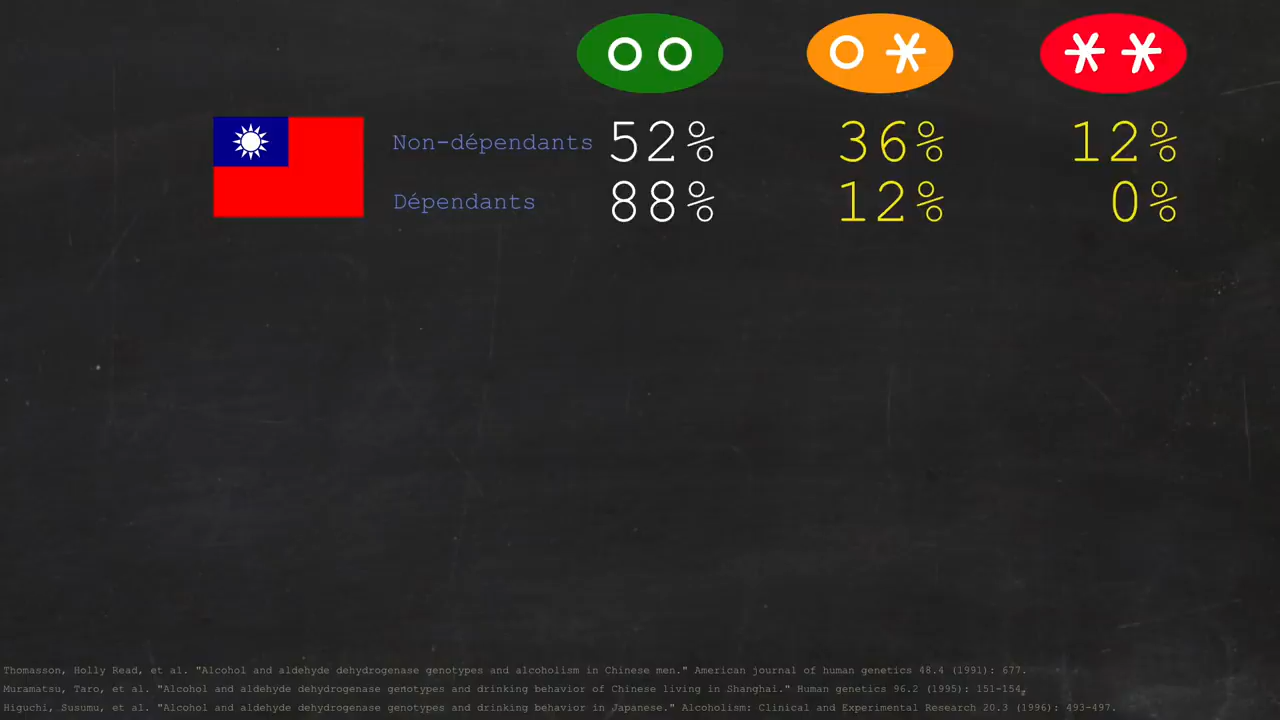 Non-dépendants 52% 36% 12%
Dépendants 88% 12% 0%
Thomasson, Holly Read, et al. "Alcohol and aldehyde dehydrogenase genotypes and alcoholism in Chinese men." American journal of human genetics 48.4 (1991): 677.
Muramatsu, Taro, et al. "Alcohol and aldehyde dehydrogenase genotypes and drinking behavior of Chinese living in Shanghai." Human genetics 96.2 (1995): 151-154.
Higuchi, Susumu, et al. "Alcohol and aldehyde dehydrogenase genotypes and drinking behavior in Japanese." Alcoholism: Clinical and Experimental Research 20.3 (1996): 493-497.